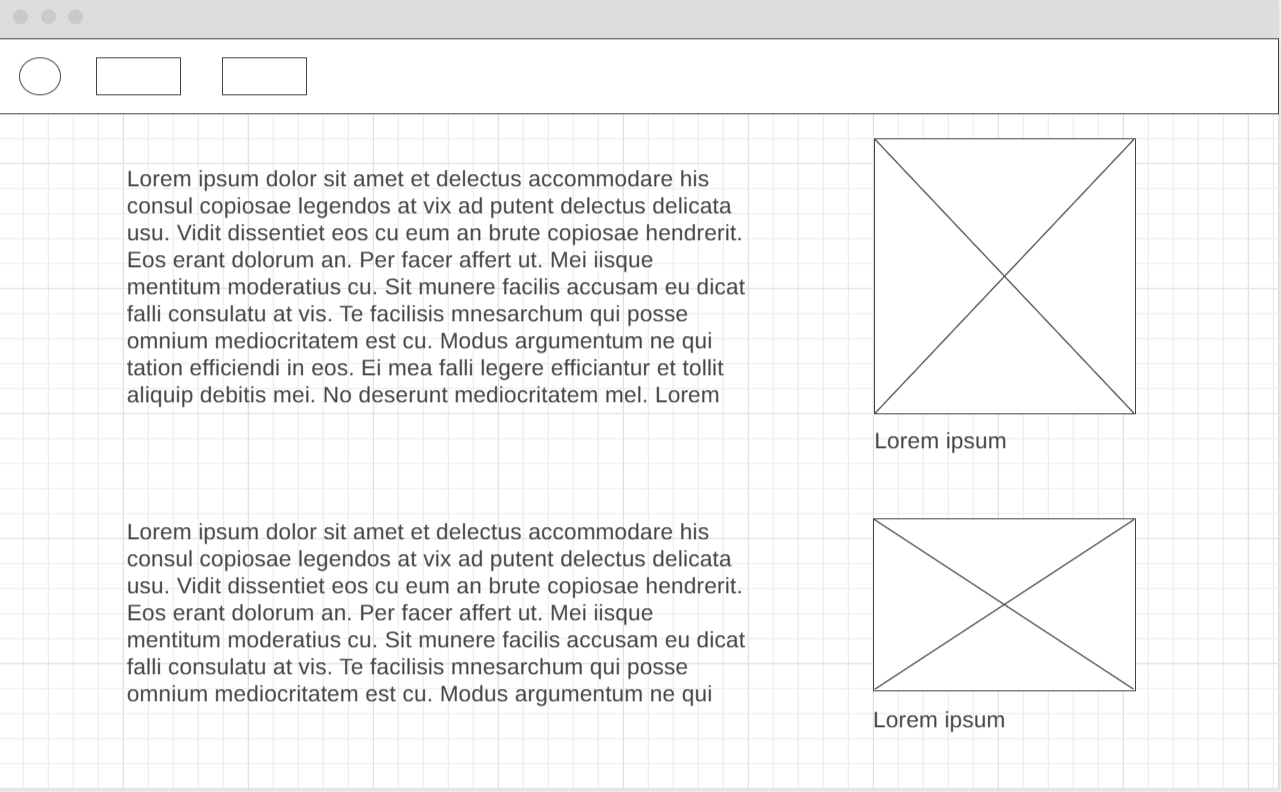 Lorem ipsum dolor sit amet et delectus accommodare his
consul copiosae legendos at vix ad putent delectus delicata
usu. Vidit dissentiet eos cu eum an brute copiosae hendrerit.
Eos erant dolorum an. Per facer affert ut. Mei iisque
mentitum moderatius cu. Sit munere facilis accusam eu dicat
falli consulatu at vis. Te facilisis mnesarchum qui posse
omnium mediocritatem est cu. Modus argumentum ne qui
tation efficiendi in eos. Ei mea falli legere efficiantur et tollit
aliquip debitis mei. No deserunt mediocritatem mel. Lorem
Lorem ipsum
Lorem ipsum dolor sit amet et delectus accommodare his
consul copiosae legendos at vix ad putent delectus delicata
usu. Vidit dissentiet eos cu eum an brute copiosae hendrerit.
Eos erant dolorum an. Per facer affert ut. Mei iisque
mentitum moderatius cu. Sit munere facilis accusam eu dicat
falli consulatu at vis. Te facilisis mnesarchum qui posse
omnium mediocritatem est cu. Modus argumentum ne qui
Lorem ipsum